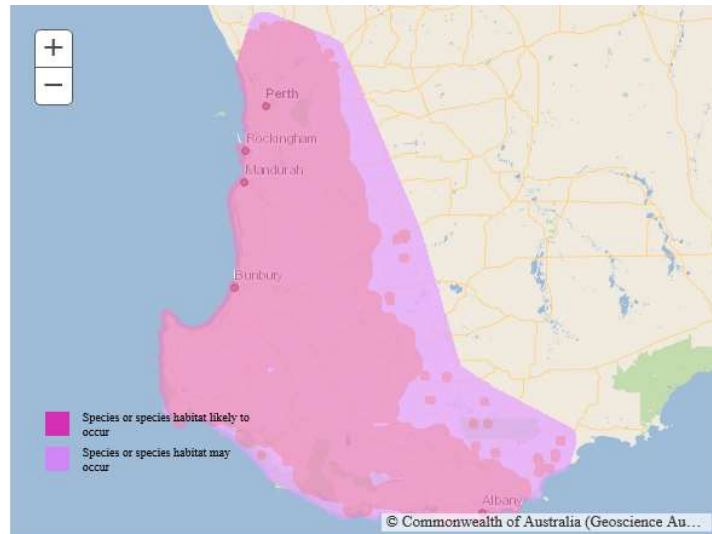 +
−
Perth
Rockingham
Mandurah
Bunbury
Species or species habitat likely to
occur
Species or species habitat may
occur
Albany
© Commonwealth of Australia (Geoscience Au…